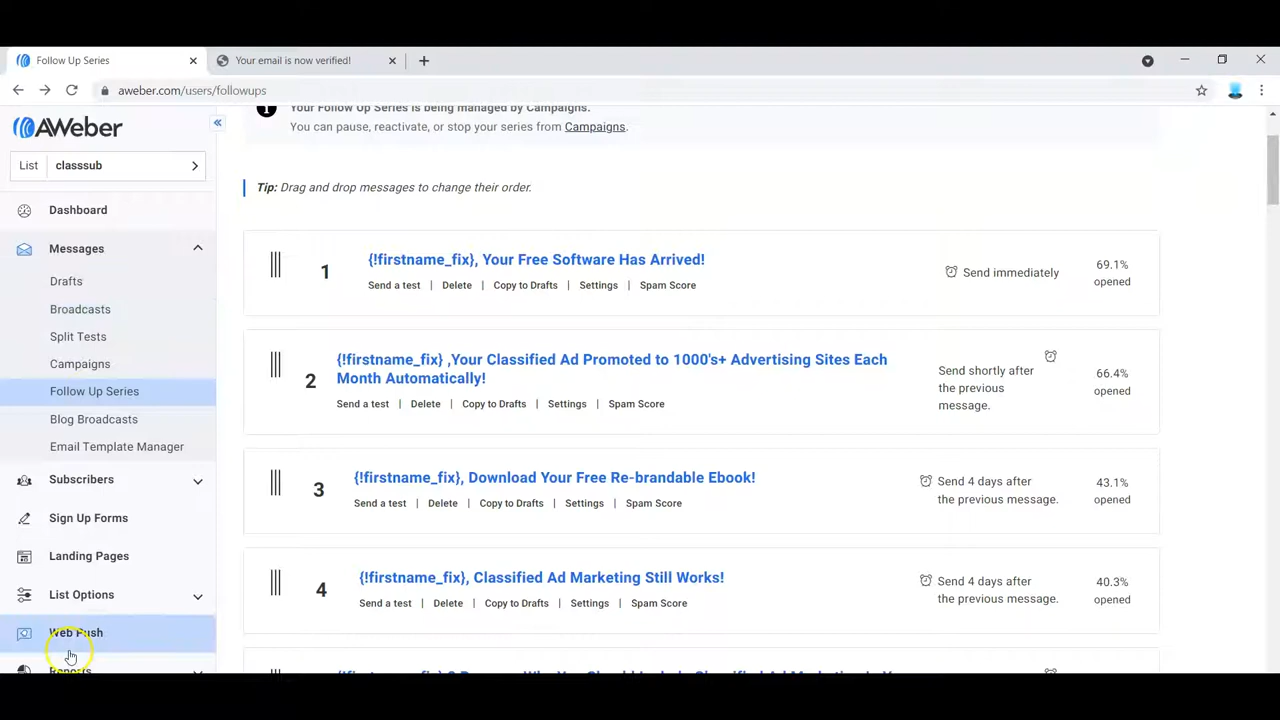 Follow Up Series
Your email is now verified!
aweber.com/users/followups
AWeber
List classsub
Dashboard
Messages
Drafts
Broadcasts
Split Tests
Campaigns
Follow Up Series
Blog Broadcasts
Email Template Manager
Subscribers
Sign Up Forms
Landing Pages
List Options
Web Push
Reports
Your Follow Up Series is being managed by Campaigns.
You can pause, reactivate, or stop your series from Campaigns.
Tip: Drag and drop messages to change their order.
1
{!firstname_fix}, Your Free Software Has Arrived!
Send a test | Delete | Copy to Drafts | Settings | Spam Score
Send immediately
69.1%
opened
2
{!firstname_fix} ,Your Classified Ad Promoted to 1000's+ Advertising Sites Each
Month Automatically!
Send a test | Delete | Copy to Drafts | Settings | Spam Score
Send shortly after
the previous
message.
66.4%
opened
3
{!firstname_fix}, Download Your Free Re-brandable Ebook!
Send a test | Delete | Copy to Drafts | Settings | Spam Score
Send 4 days after
the previous message.
43.1%
opened
4
{!firstname_fix}, Classified Ad Marketing Still Works!
Send a test | Delete | Copy to Drafts | Settings | Spam Score
Send 4 days after
the previous message.
40.3%
opened